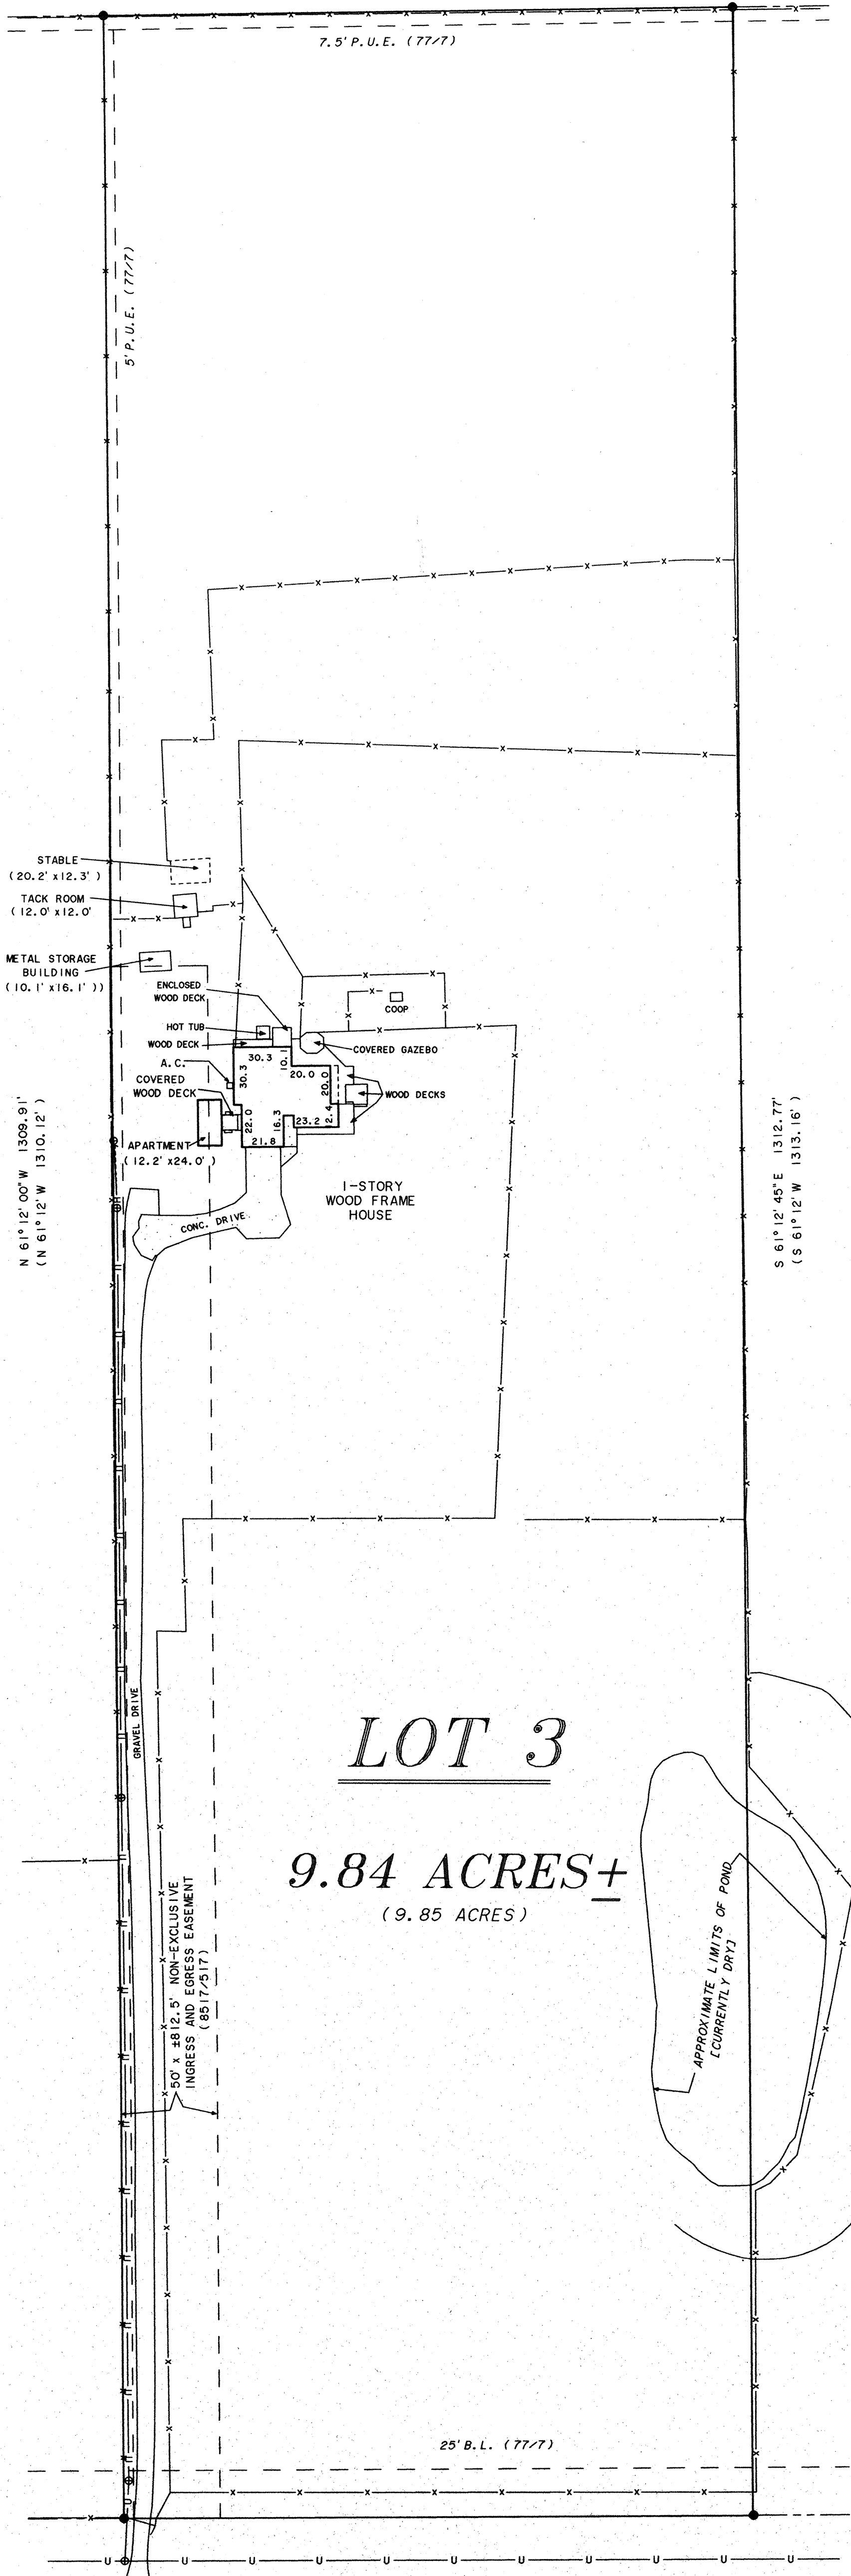 7.5' P.U.E. (77/7)
5' P.U.E. (77/7)
STABLE
(20.2' x12.3')
TACK ROOM
(12.0' x12.0'
METAL STORAGE
BUILDING
(10.1' x16.1'))
ENCLOSED
WOOD DECK
HOT TUB
WOOD DECK
A.C.
COVERED
WOOD DECK
APARTMENT
(12.2' x24.0')
COOP
COVERED GAZEBO
WOOD DECKS
30.3
10.1
20.0
20.0
30.3
22.0
16.3
23.2
12.4
21.8
1-STORY
WOOD FRAME
HOUSE
CONC. DRIVE
N 61° 12' 00" W 1309.91'
(N 61° 12' W 1310.12')
S 61° 12' 45" E 1312.77'
(S 61° 12' W 1313.16')
GRAVEL DRIVE
LOT 3
9.84 ACRES±
(9.85 ACRES)
50' x ±812.5' NON-EXCLUSIVE
INGRESS AND EGRESS EASEMENT
(8517/517)
APPROXIMATE LIMITS OF POND
[CURRENTLY DRY]
25' B.L. (77/7)